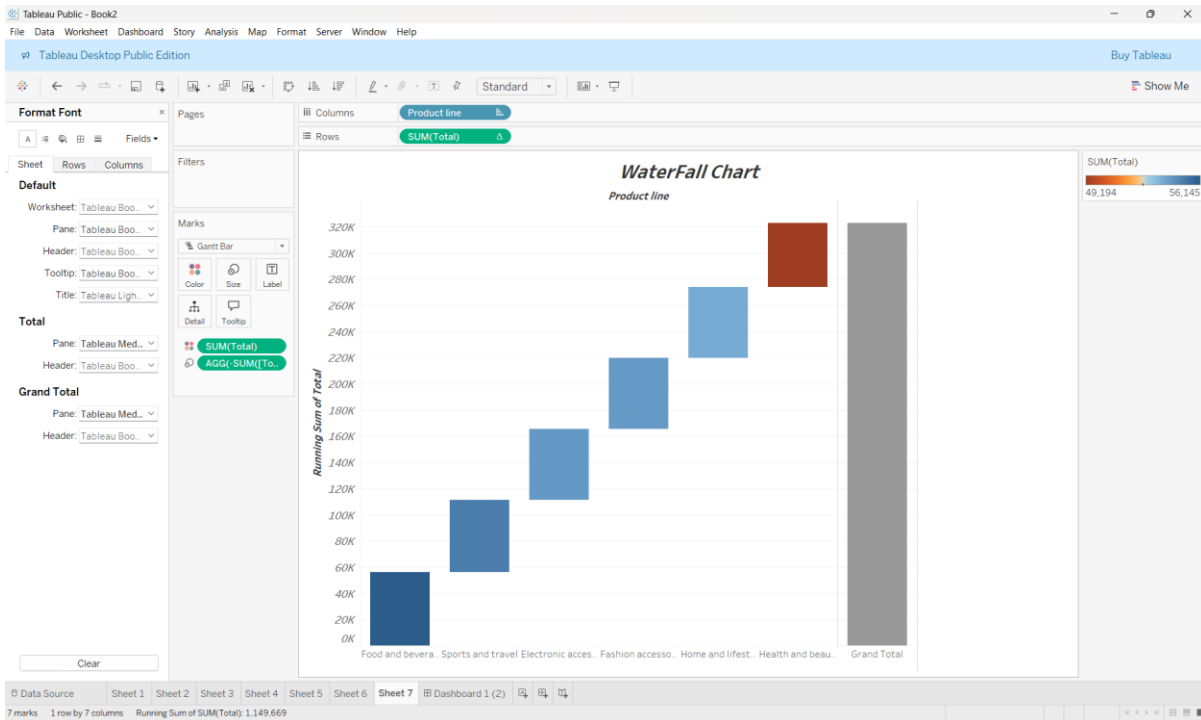 Tableau Public - Book2
File Data Worksheet Dashboard Story Analysis Map Format Server Window Help
Tableau Desktop Public Edition
Buy Tableau
Standard
Show Me
Format Font
Fields
Sheet Rows Columns
Default
Worksheet: Tableau Boo..
Pane: Tableau Boo..
Header: Tableau Boo..
Tooltip: Tableau Boo..
Title: Tableau Ligh..
Total
Pane: Tableau Med..
Header: Tableau Boo..
Grand Total
Pane: Tableau Med..
Header: Tableau Boo..
Clear
Pages
Filters
Marks
Gantt Bar
Color Size Label
Detail Tooltip
SUM(Total)
AGG(-SUM([To..
Columns Product line
Rows SUM(Total)
WaterFall Chart
Product line
Running Sum of Total
320K
300K
280K
260K
240K
220K
200K
180K
160K
140K
120K
100K
80K
60K
40K
20K
0K
Food and bevera.. Sports and travel Electronic acces.. Fashion accesso.. Home and lifest.. Health and beau.. Grand Total
SUM(Total)
49,194 56,145
Data Source Sheet 1 Sheet 2 Sheet 3 Sheet 4 Sheet 5 Sheet 6 Sheet 7 Dashboard 1 (2)
7 marks 1 row by 7 columns Running Sum of SUM(Total): 1,149,669